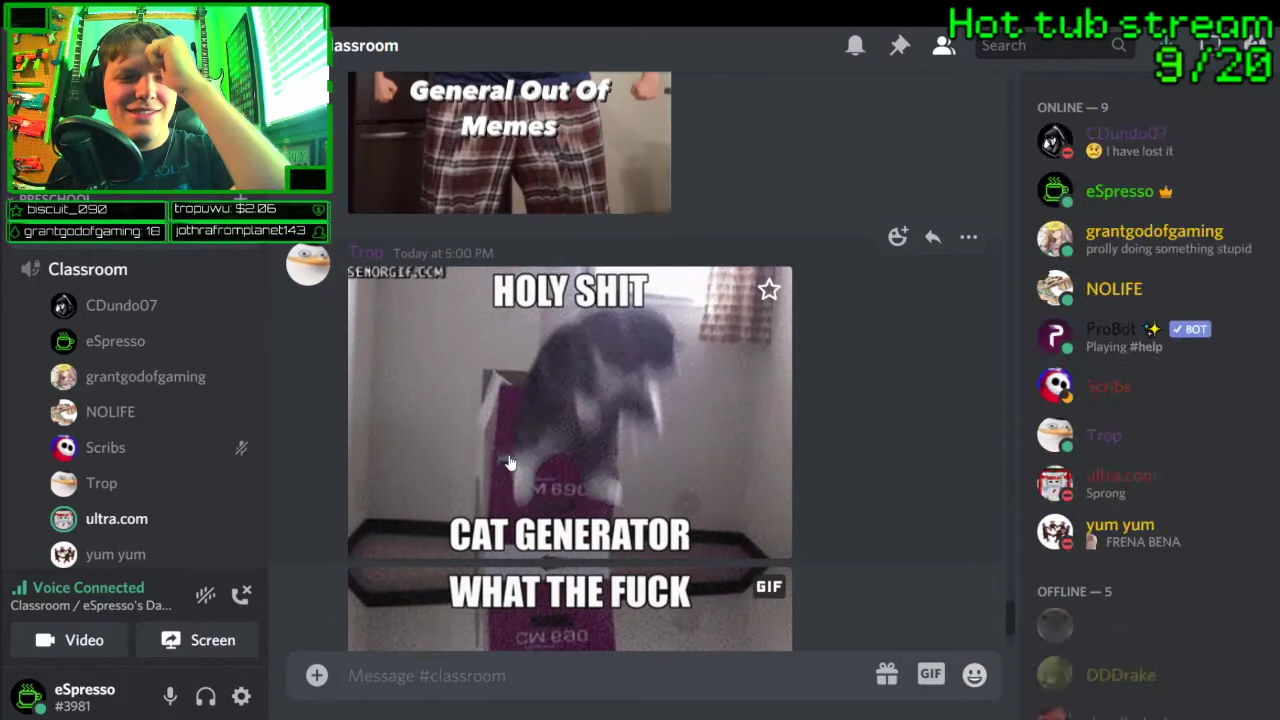 Hot tub stream
9/20
biscuit_090
tropuwu: $2.06
grantgodofgaming: 18
jothrafromplanet143
PRESCHOOL
Classroom
CDundo07
eSpresso
grantgodofgaming
NOLIFE
Scribs
Trop
ultra.com
yum yum
Voice Connected
Classroom / eSpresso's Da...
Video
Screen
eSpresso
#3981
assroom
Search
General Out Of
Memes
Trop Today at 5:00 PM
SENORGIF.COM
HOLY SHIT
M 690
CAT GENERATOR
WHAT THE FUCK
GIF
Message #classroom
GIF
ONLINE — 9
CDundo07
I have lost it
eSpresso
grantgodofgaming
prolly doing something stupid
NOLIFE
ProBot ✨ ✓ BOT
Playing #help
Scribs
Trop
ultra.com
Sprong
yum yum
FRENA BENA
OFFLINE — 5
DDDrake